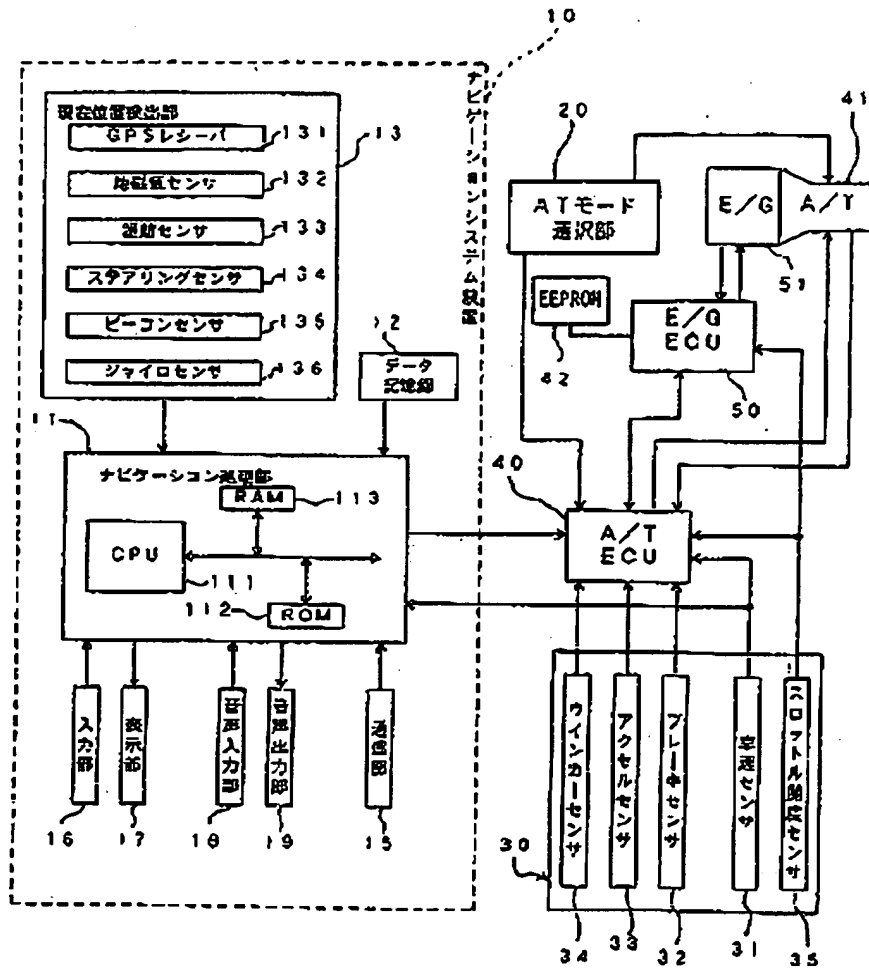 10
ナビゲーションシステム装置
現在位置検出部
13
GPSレシーバ
131
地磁気センサ
132
距離センサ
133
ステアリングセンサ
134
ビーコンセンサ
135
ジャイロセンサ
136
12
データ
記憶部
11
ナビゲーション処理部
RAM
113
CPU
111
112
ROM
入力部
16
表示部
17
音声入力部
18
音声出力部
19
15
20
ATモード
選択部
41
E/G
A/T
51
EEPROM
42
E/G
ECU
50
40
A/T
ECU
30
ウインカーセンサ
34
アクセルセンサ
33
ブレーキセンサ
32
車速センサ
31
スロットル開度センサ
35